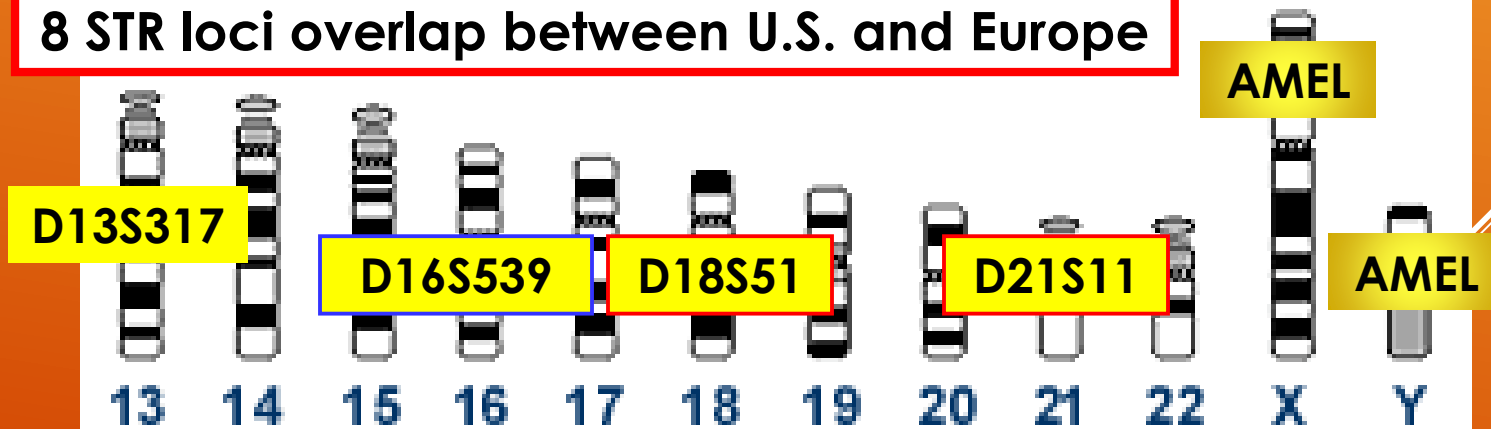 8 STR loci overlap between U.S. and Europe
AMEL
D13S317
D16S539
D18S51
D21S11
AMEL
13 14 15 16 17 18 19 20 21 22 X Y